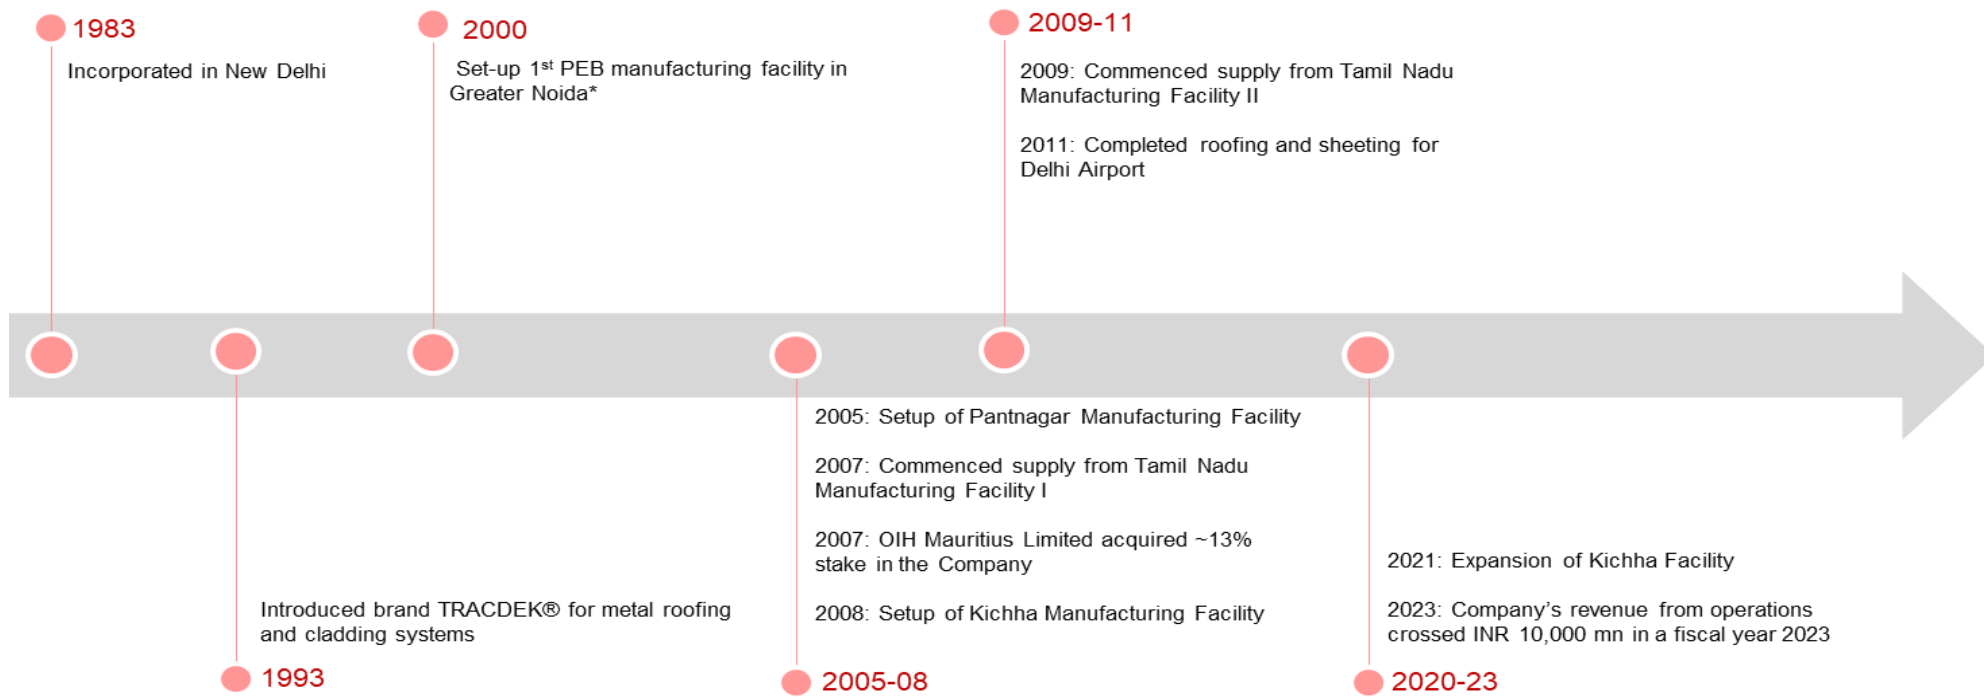 1983
Incorporated in New Delhi
2000
Set-up 1st PEB manufacturing facility in
Greater Noida*
2009-11
2009: Commenced supply from Tamil Nadu
Manufacturing Facility II
2011: Completed roofing and sheeting for
Delhi Airport
Introduced brand TRACDEK® for metal roofing
and cladding systems
1993
2005: Setup of Pantnagar Manufacturing Facility
2007: Commenced supply from Tamil Nadu
Manufacturing Facility I
2007: OIH Mauritius Limited acquired ~13%
stake in the Company
2008: Setup of Kichha Manufacturing Facility
2005-08
2021: Expansion of Kichha Facility
2023: Company's revenue from operations
crossed INR 10,000 mn in a fiscal year 2023
2020-23